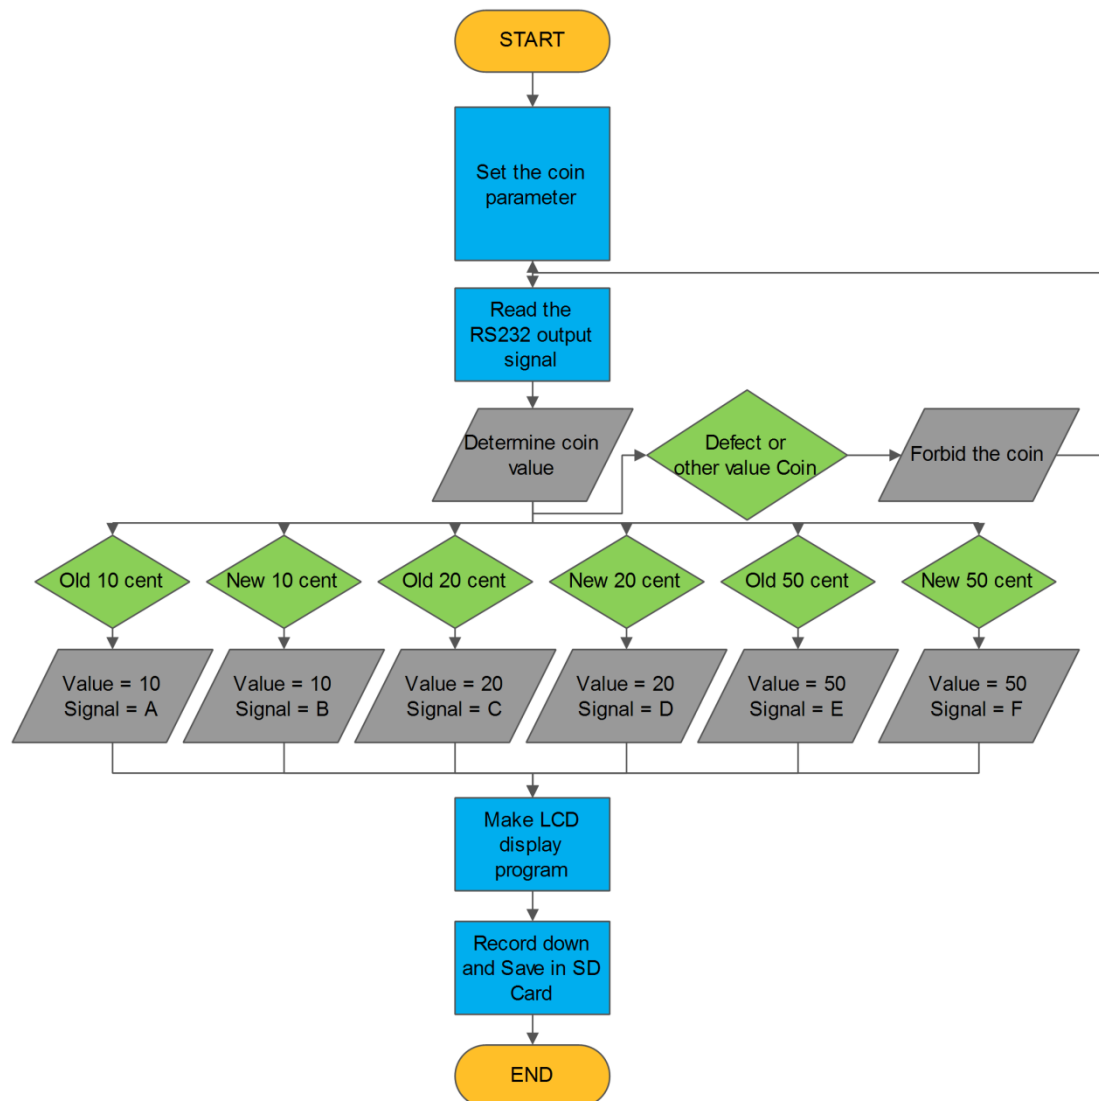 START
Set the coin
parameter
Read the
RS232 output
signal
Determine coin
value
Defect or
other value Coin
Forbid the coin
Old 10 cent
New 10 cent
Old 20 cent
New 20 cent
Old 50 cent
New 50 cent
Value = 10
Signal = A
Value = 10
Signal = B
Value = 20
Signal = C
Value = 20
Signal = D
Value = 50
Signal = E
Value = 50
Signal = F
Make LCD
display
program
Record down
and Save in SD
Card
END